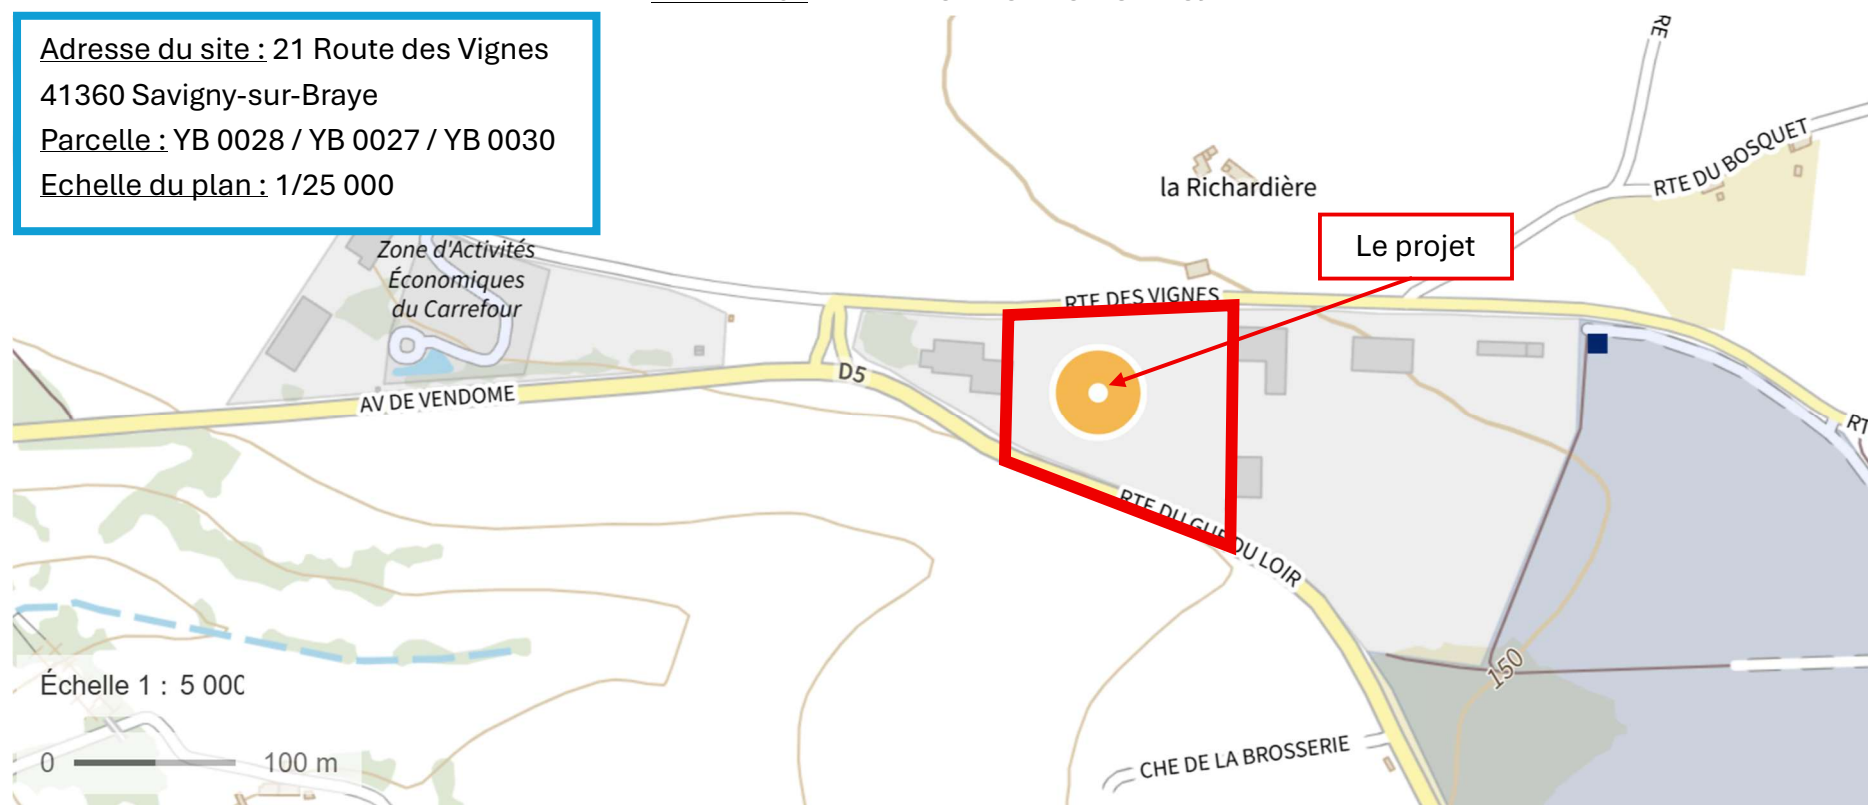 Adresse du site : 21 Route des Vignes
41360 Savigny-sur-Braye
Parcelle : YB 0028 / YB 0027 / YB 0030
Echelle du plan : 1/25 000
RE
RTE DU BOSQUET
la Richardière
Le projet
Zone d'Activités
Économiques
du Carrefour
RTE DES VIGNES
D5
AV DE VENDOME
RT
RTE DU GUE DU LOIR
150
Échelle 1 : 5 000
0 100 m
CHE DE LA BROSSERIE